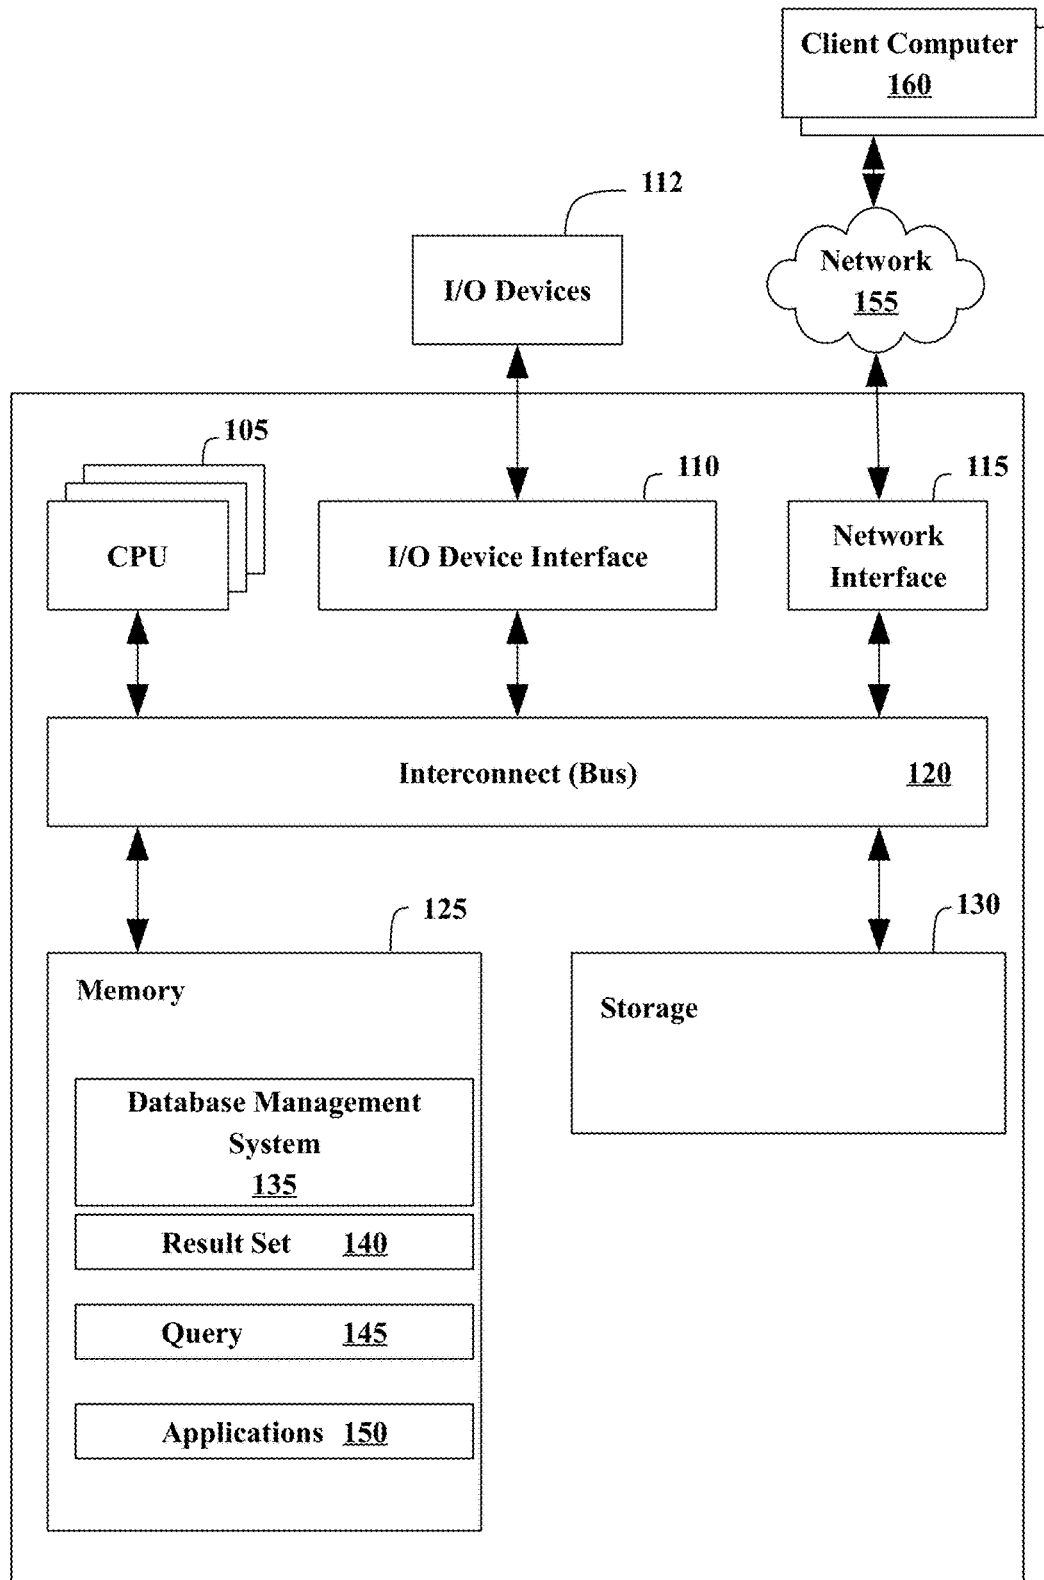 Client Computer
160
112
I/O Devices
Network
155
105
110
115
CPU
I/O Device Interface
Network
Interface
Interconnect (Bus) 120
125
130
Memory
Storage
Database Management
System
135
Result Set 140
Query 145
Applications 150